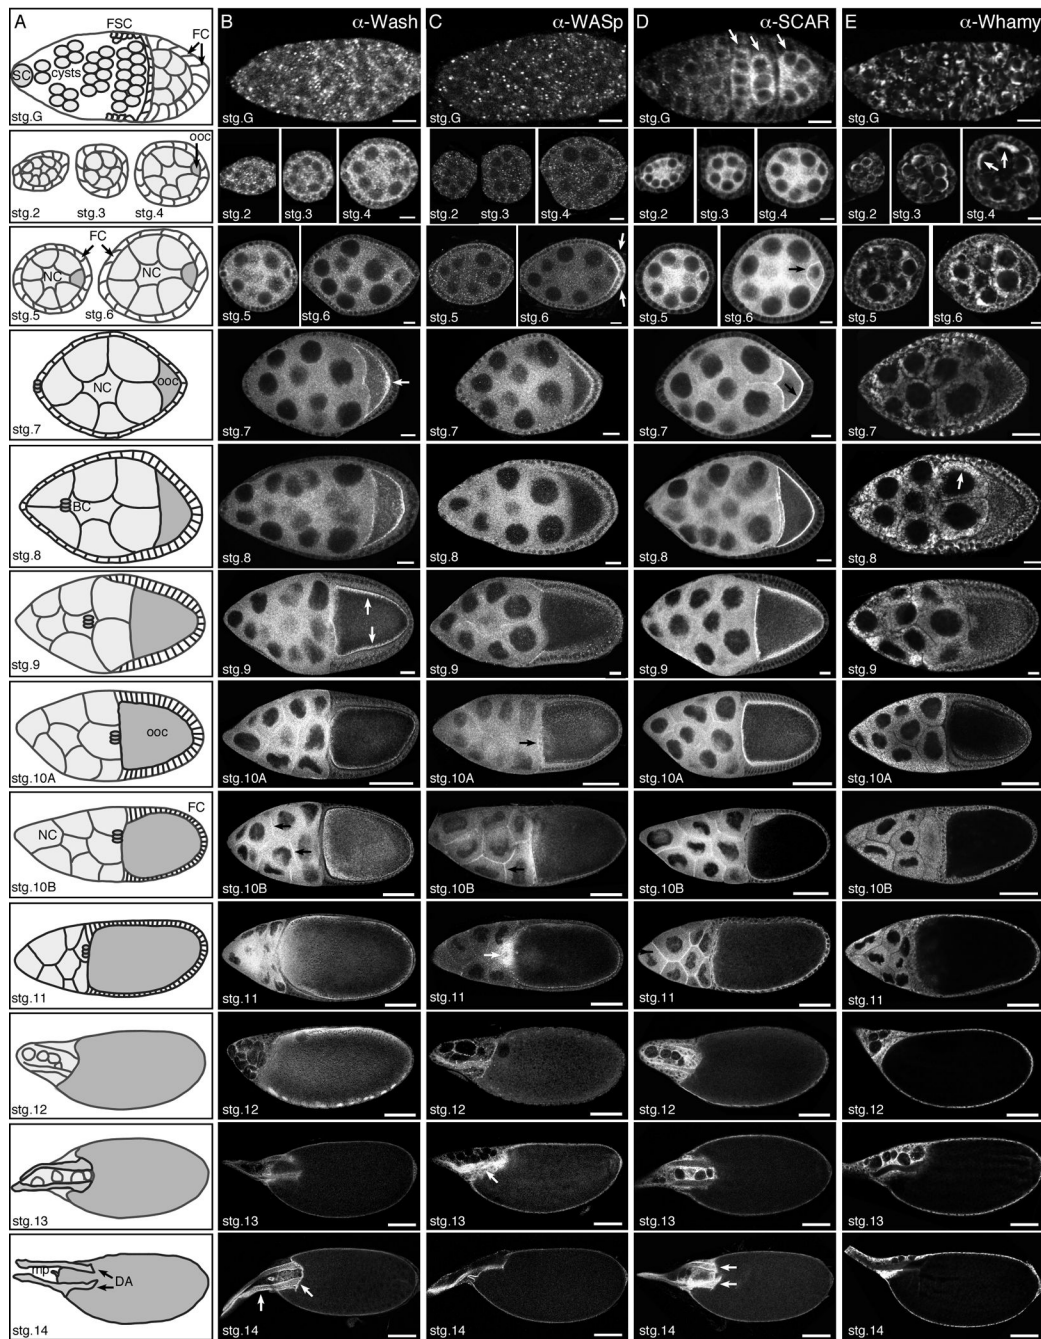 A FSC FC B α-Wash C α-WASp D α-SCAR E α-Whamy
SC cysts
stg.G stg.G stg.G stg.G stg.G
ooc
stg.2 stg.3 stg.4 stg.2 stg.3 stg.4 stg.2 stg.3 stg.4 stg.2 stg.3 stg.4 stg.2 stg.3 stg.4
FC
NC NC
stg.5 stg.6 stg.5 stg.6 stg.5 stg.6 stg.5 stg.6 stg.5 stg.6
NC ooc
stg.7 stg.7 stg.7 stg.7 stg.7
BC
stg.8 stg.8 stg.8 stg.8 stg.8
stg.9 stg.9 stg.9 stg.9 stg.9
ooc
stg.10A stg.10A stg.10A stg.10A stg.10A
FC
NC
stg.10B stg.10B stg.10B stg.10B stg.10B
stg.11 stg.11 stg.11 stg.11 stg.11
stg.12 stg.12 stg.12 stg.12 stg.12
stg.13 stg.13 stg.13 stg.13 stg.13
mp DA
stg.14 stg.14 stg.14 stg.14 stg.14